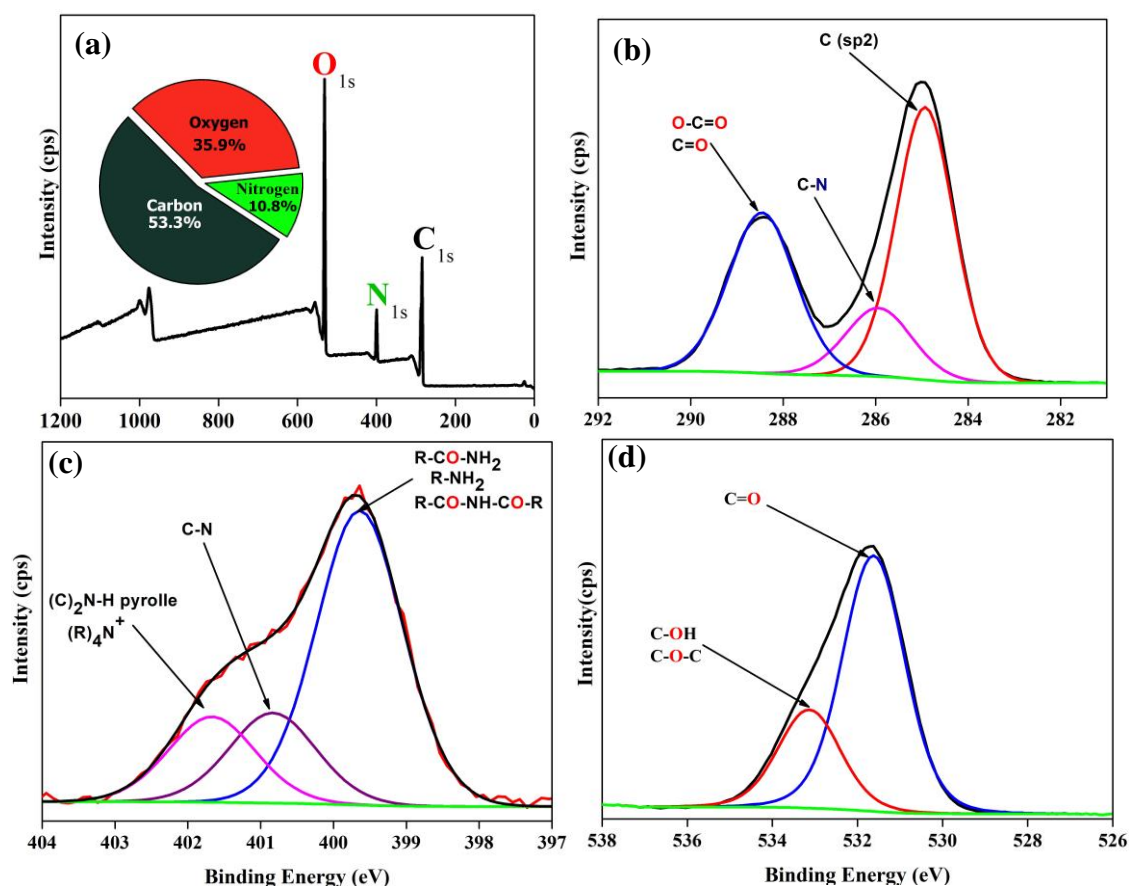 (a)
O 1s
Oxygen
35.9%
Nitrogen
10.8%
Carbon
53.3%
C 1s
N 1s
Intensity (cps)
1200 1000 800 600 400 200 0
(b)
C (sp2)
O-C=O
C=O
C-N
Intensity (cps)
292 290 288 286 284 282
(c)
R-CO-NH₂
R-NH₂
R-CO-NH-CO-R
C-N
(C)₂N-H pyrolle
(R)₄N⁺
Intensity (cps)
404 403 402 401 400 399 398 397
Binding Energy (eV)
(d)
C=O
C-OH
C-O-C
Intensity(cps)
538 536 534 532 530 528 526
Binding Energy (eV)